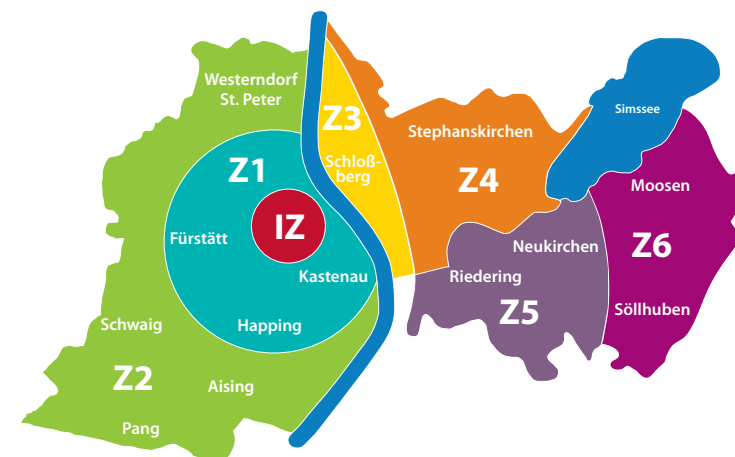 Westerndorf
St. Peter
Z3
Schloß-
berg
Stephanskirchen
Z4
Simssee
Z1
IZ
Fürstätt
Kastenau
Happing
Moosen
Z6
Söllhuben
Neukirchen
Riedering
Z5
Schwaig
Z2
Aising
Pang